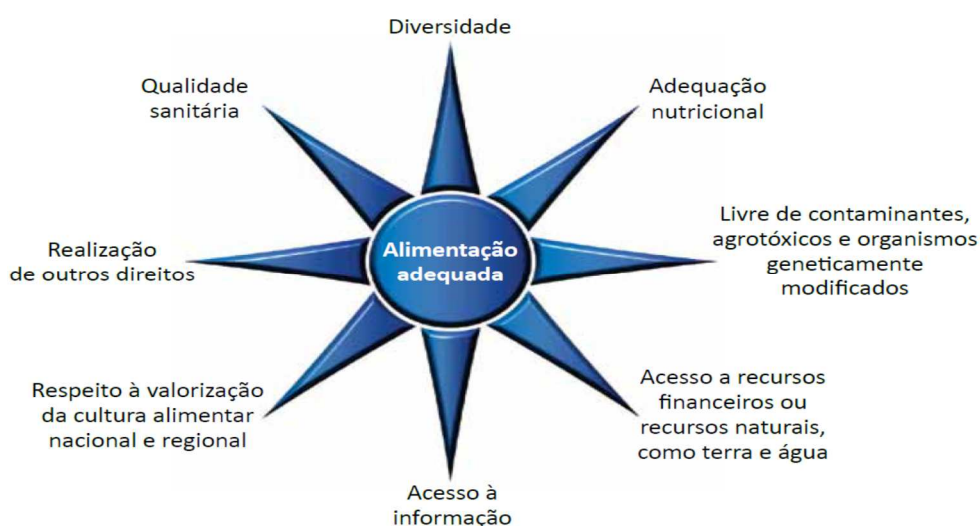 Diversidade
Qualidade
sanitária
Adequação
nutricional
Realização
de outros direitos
Alimentação
adequada
Livre de contaminantes,
agrotóxicos e organismos
geneticamente
modificados
Respeito à valorização
da cultura alimentar
nacional e regional
Acesso a recursos
financeiros ou
recursos naturais,
como terra e água
Acesso à
informação